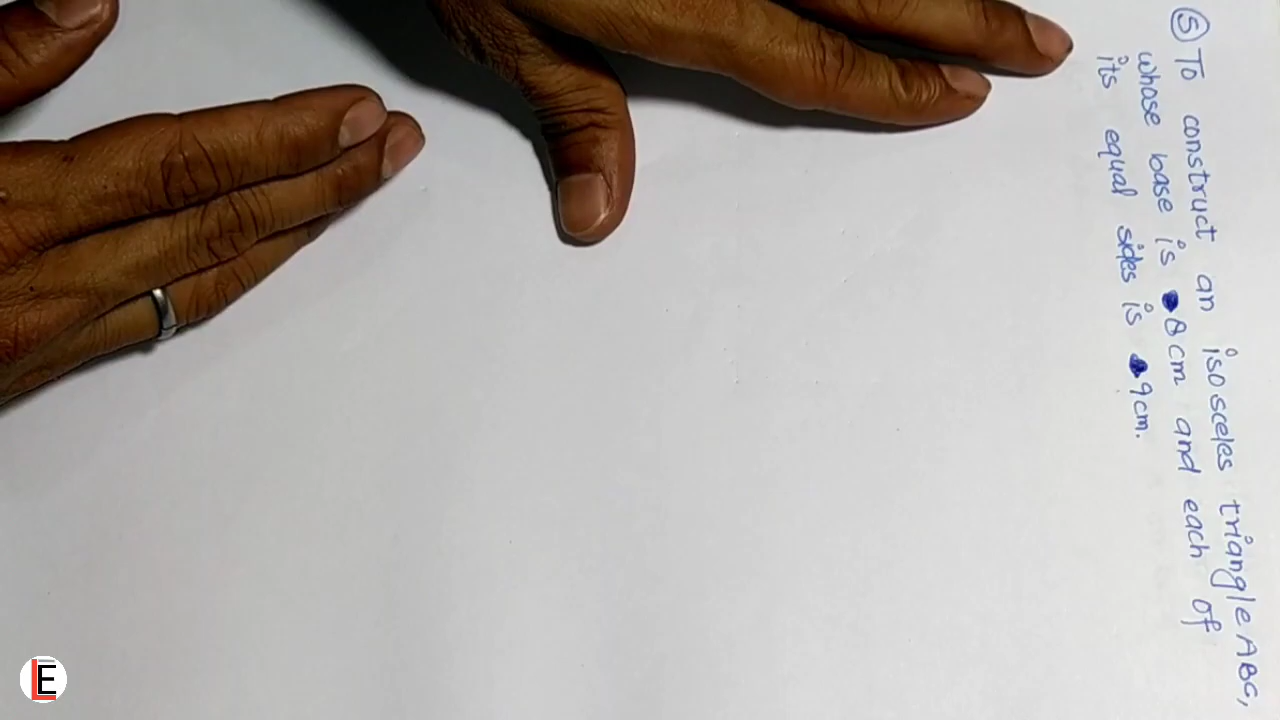 ⑤ To construct an isosceles triangle ABC,
whose base is 8cm and each of
its equal sides is 9cm.
LE